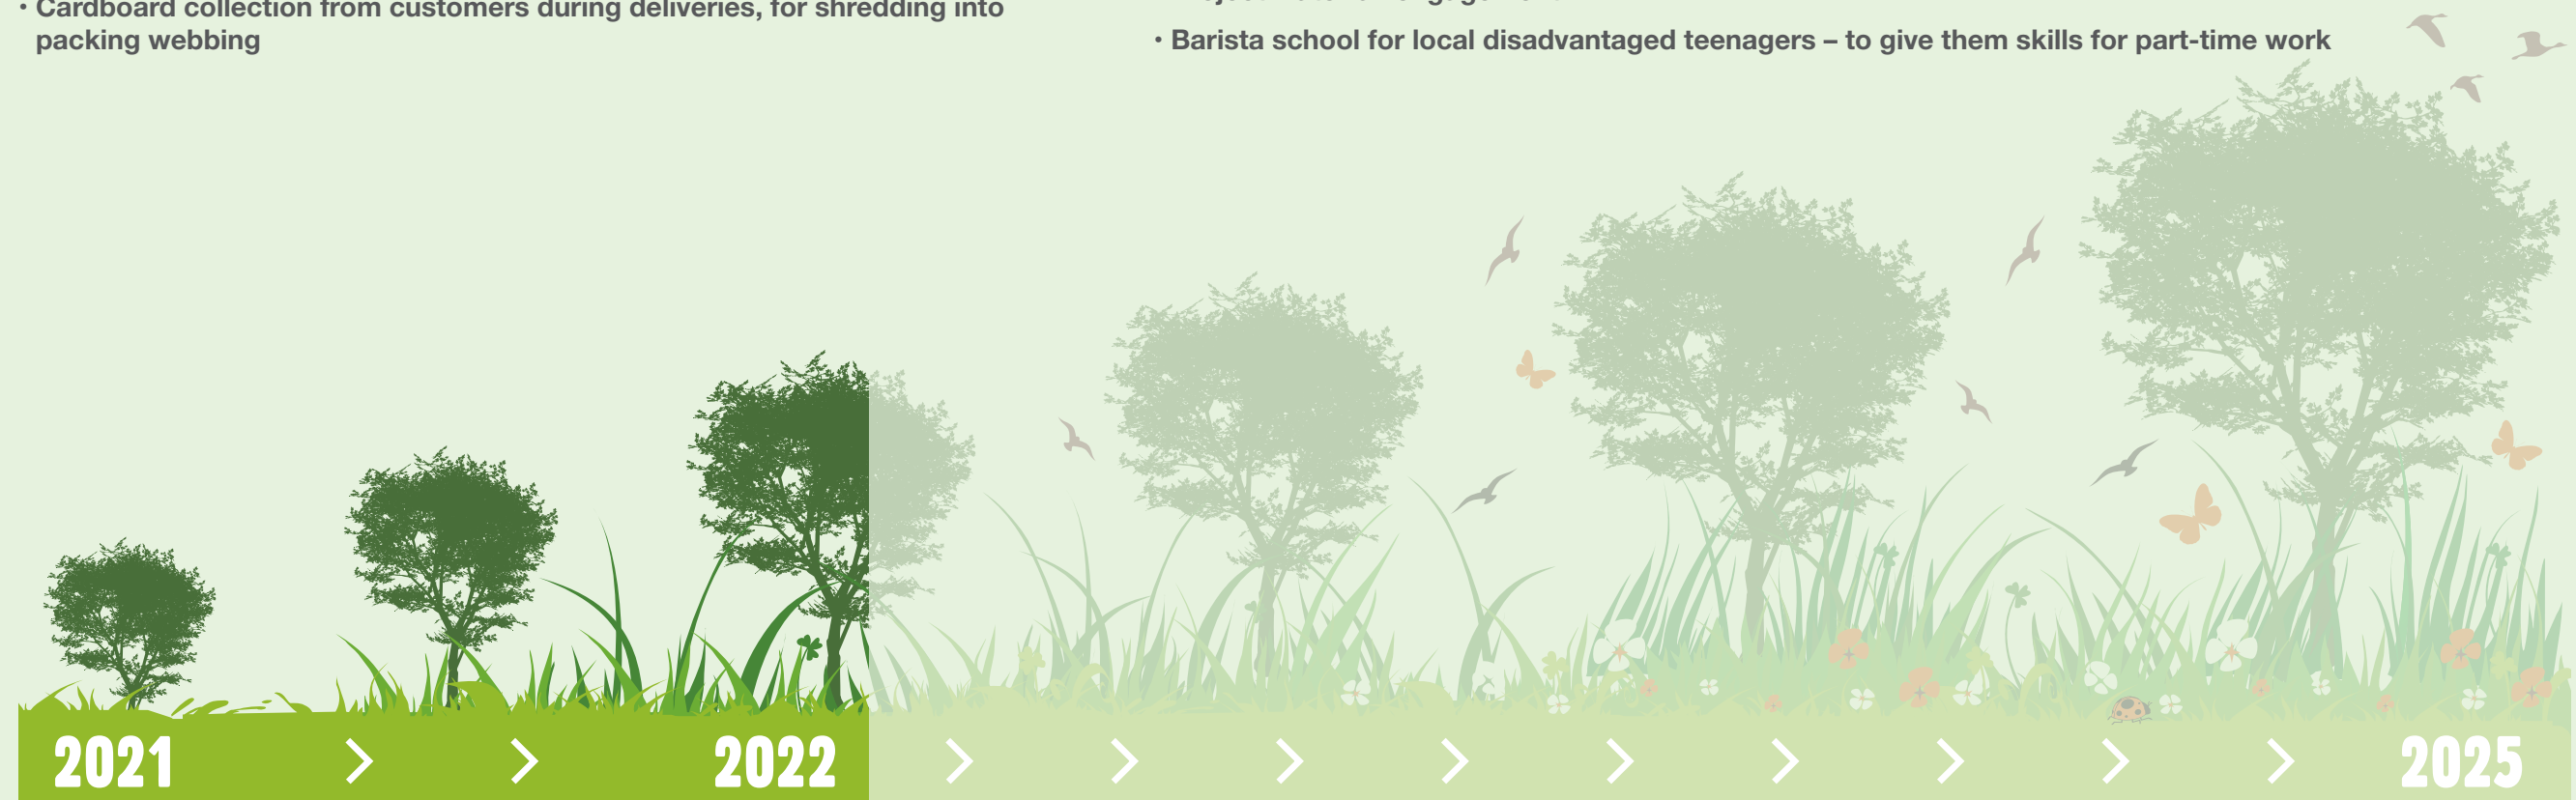 • Cardboard collection from customers during deliveries, for shredding into
packing webbing
• Barista school for local disadvantaged teenagers – to give them skills for part-time work
2021 2022 2025